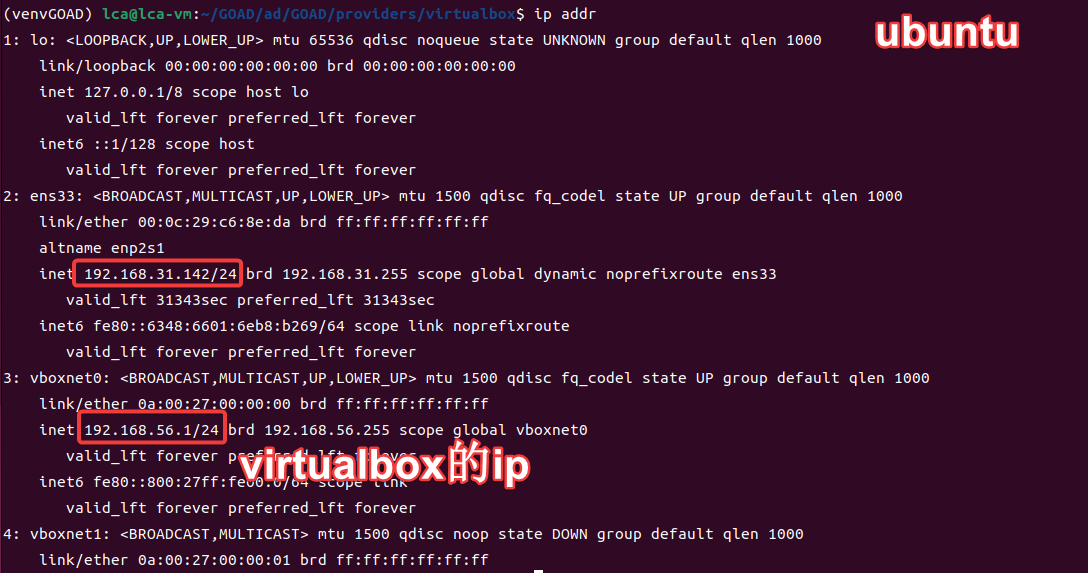 (venvGOAD) lca@lca-vm:~/GOAD/ad/GOAD/providers/virtualbox$ ip addr
ubuntu
1: lo: <LOOPBACK,UP,LOWER_UP> mtu 65536 qdisc noqueue state UNKNOWN group default qlen 1000
link/loopback 00:00:00:00:00:00 brd 00:00:00:00:00:00
inet 127.0.0.1/8 scope host lo
valid_lft forever preferred_lft forever
inet6 ::1/128 scope host
valid_lft forever preferred_lft forever
2: ens33: <BROADCAST,MULTICAST,UP,LOWER_UP> mtu 1500 qdisc fq_codel state UP group default qlen 1000
link/ether 00:0c:29:c6:8e:da brd ff:ff:ff:ff:ff:ff
altname enp2s1
inet 192.168.31.142/24 brd 192.168.31.255 scope global dynamic noprefixroute ens33
valid_lft 31343sec preferred_lft 31343sec
inet6 fe80::6348:6601:6eb8:b269/64 scope link noprefixroute
valid_lft forever preferred_lft forever
3: vboxnet0: <BROADCAST,MULTICAST,UP,LOWER_UP> mtu 1500 qdisc fq_codel state UP group default qlen 1000
link/ether 0a:00:27:00:00:00 brd ff:ff:ff:ff:ff:ff
inet 192.168.56.1/24 brd 192.168.56.255 scope global vboxnet0
valid_lft forever preferred_lft forever
virtualbox的ip
inet6 fe80::800:27ff:fe00:0/64 scope link
valid_lft forever preferred_lft forever
4: vboxnet1: <BROADCAST,MULTICAST> mtu 1500 qdisc noop state DOWN group default qlen 1000
link/ether 0a:00:27:00:00:01 brd ff:ff:ff:ff:ff:ff